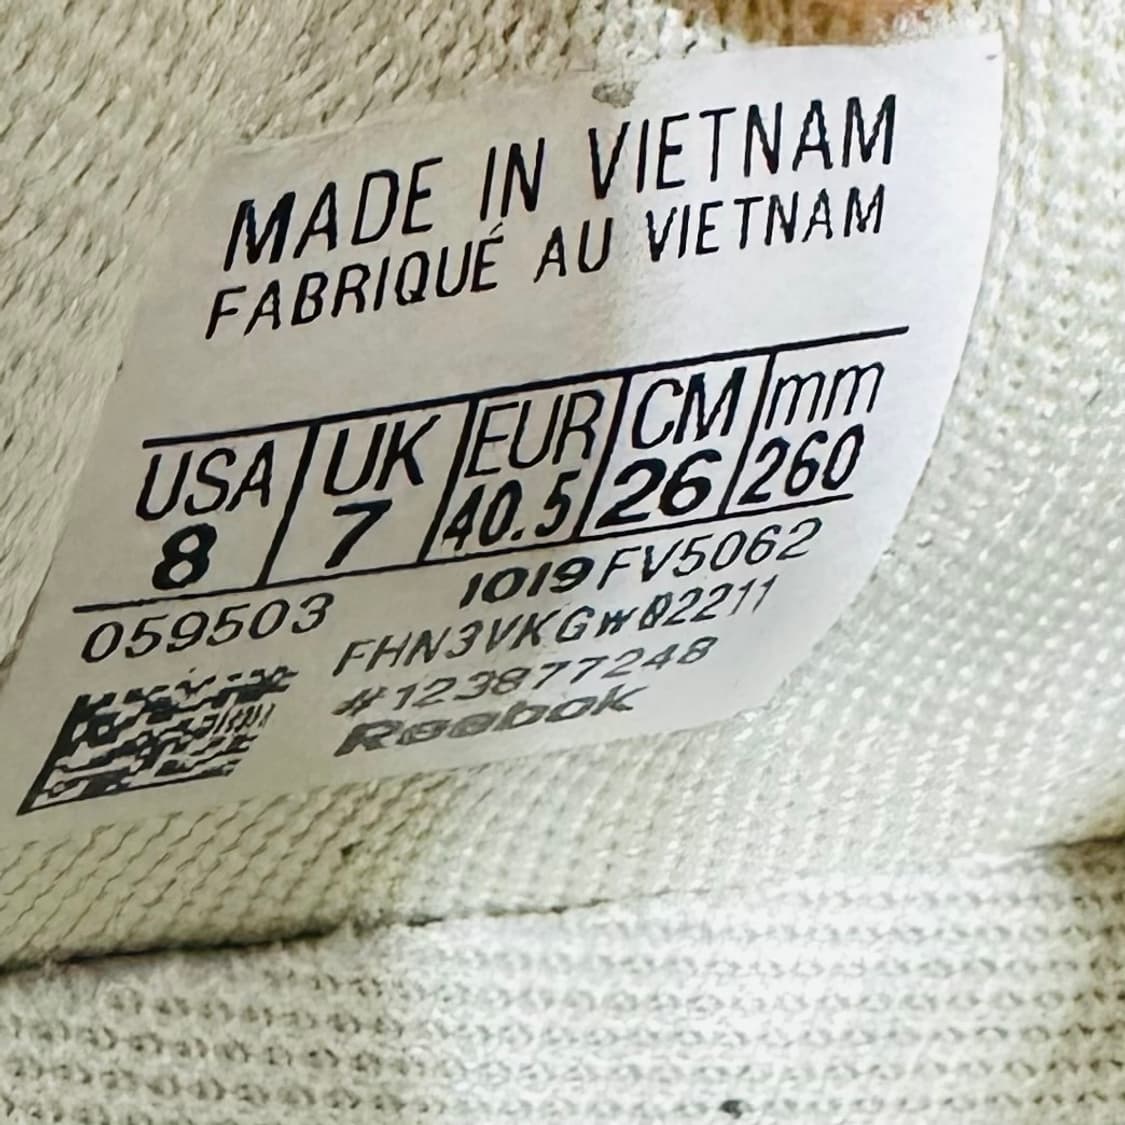 MADE IN VIETNAM
FABRIQUÉ AU VIETNAM
USA UK EUR CM mm
8 7 40.5 26 260
059503 1019 FV5062
#123877248
Reebok